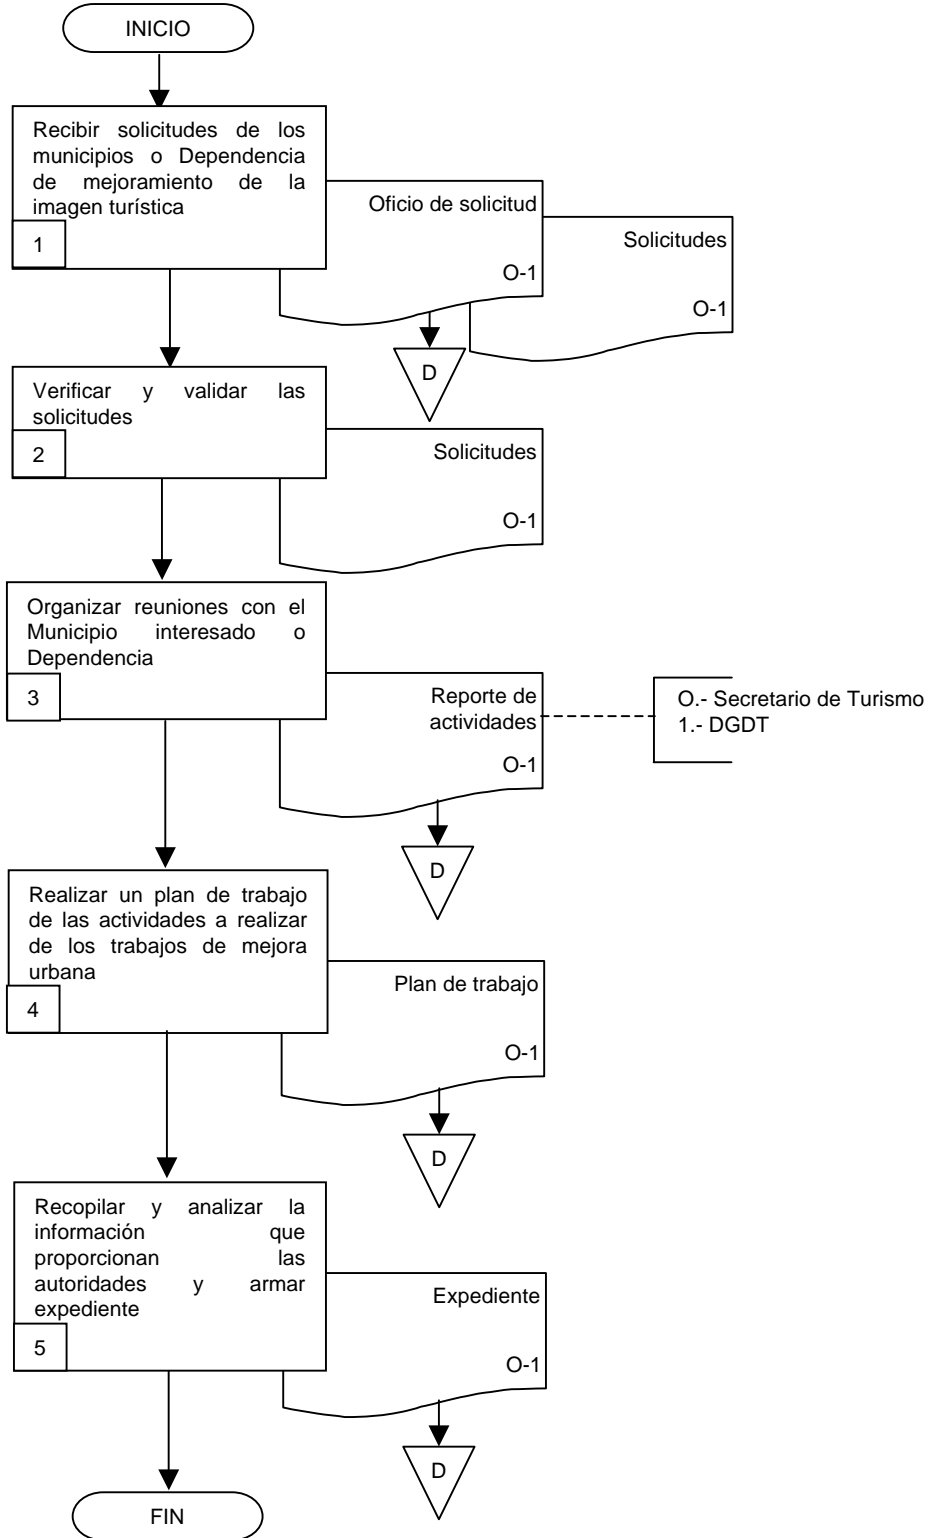 INICIO
Recibir solicitudes de los
municipios o Dependencia
de mejoramiento de la
imagen turística
1
Oficio de solicitud
O-1
Solicitudes
O-1
D
Verificar y validar las
solicitudes
2
Solicitudes
O-1
Organizar reuniones con el
Municipio interesado o
Dependencia
3
Reporte de
actividades
O-1
O.- Secretario de Turismo
1.- DGDT
D
Realizar un plan de trabajo
de las actividades a realizar
de los trabajos de mejora
urbana
4
Plan de trabajo
O-1
D
Recopilar y analizar la
información que
proporcionan las
autoridades y armar
expediente
5
Expediente
O-1
D
FIN